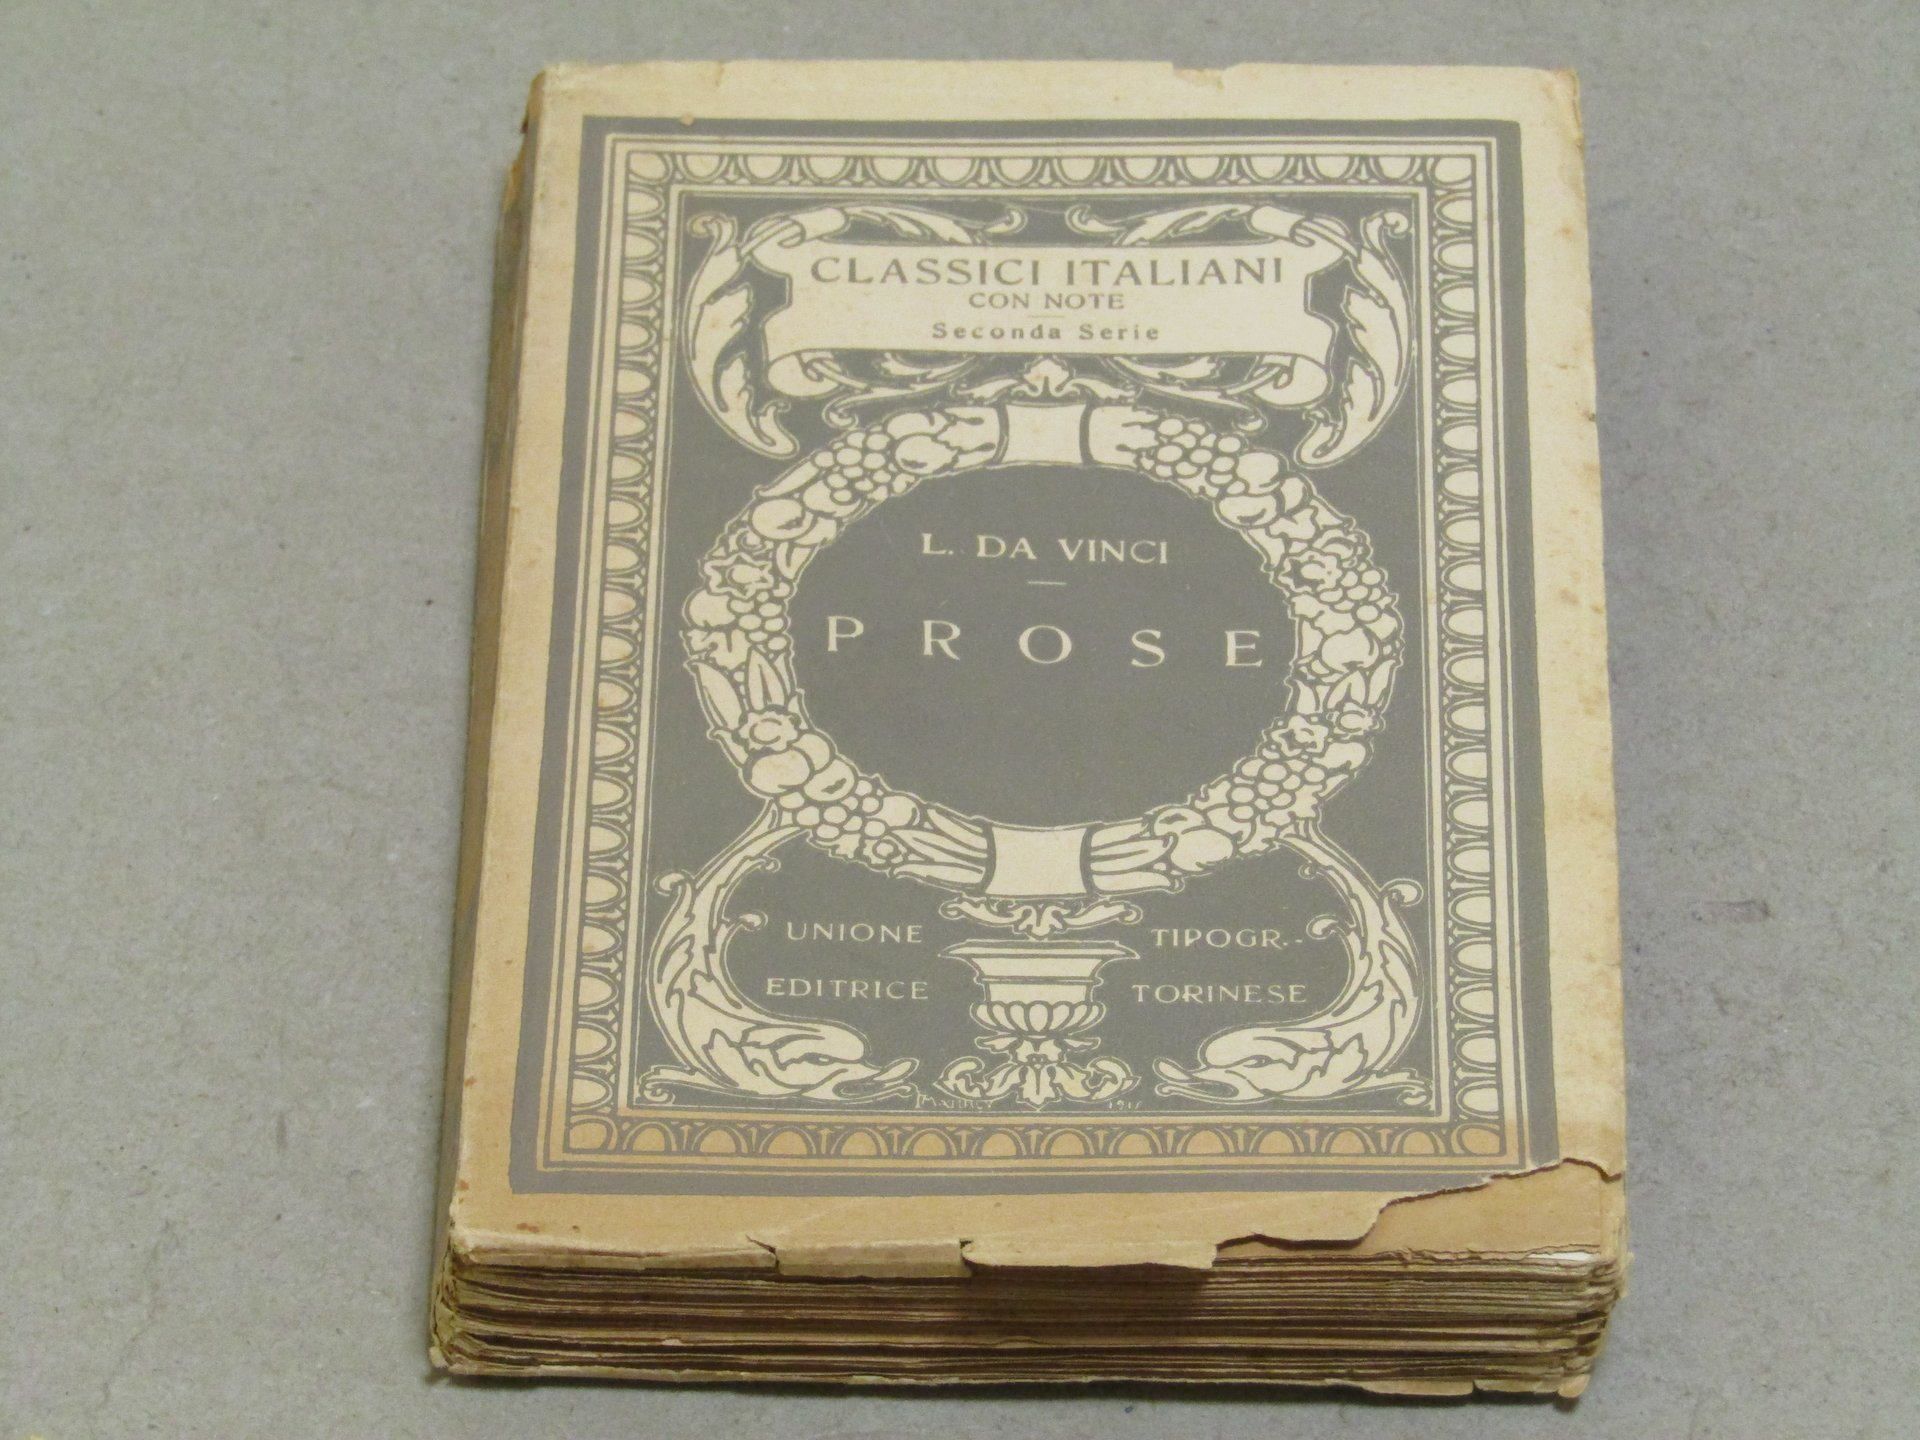 CLASSICI ITALIANI
CON NOTE
Seconda Serie
L. DA VINCI
PROSE
UNIONE TIPOGR.-
EDITRICE TORINESE